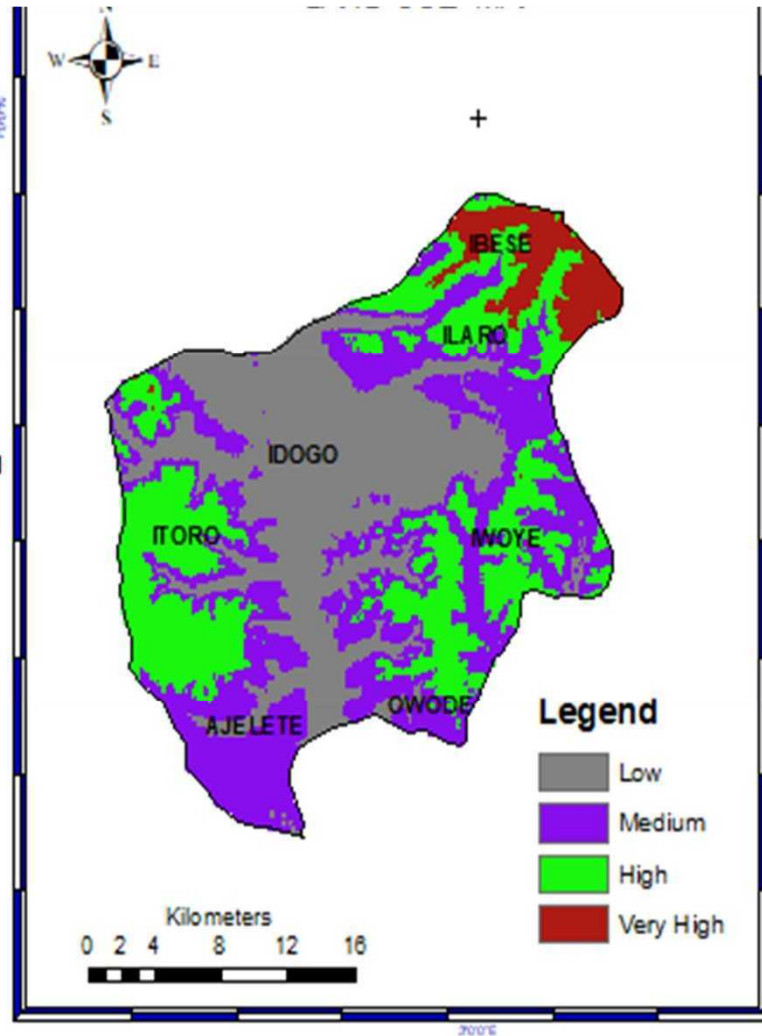 N
W E
S
IBESE
ILARO
IDOGO
ITORO
IWOYE
OWODE
AJELETE
Legend
Low
Medium
High
Very High
Kilometers
0 2 4 8 12 16